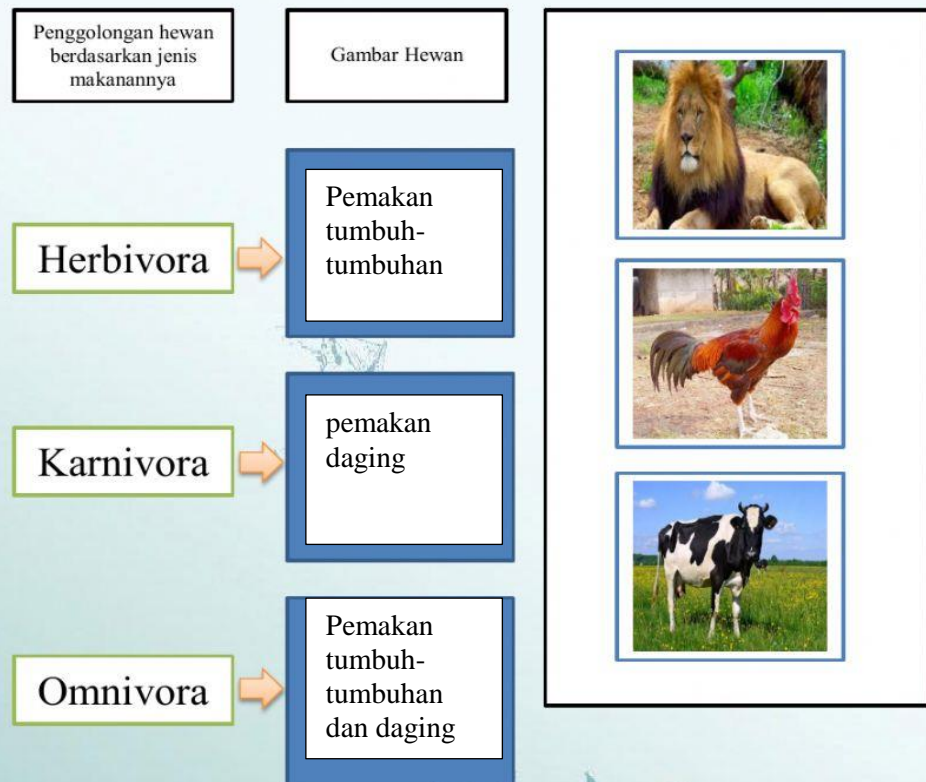 Penggolongan hewan
berdasarkan jenis
makanannya
Gambar Hewan
Herbivora
Pemakan
tumbuh-
tumbuhan
Karnivora
pemakan
daging
Omnivora
Pemakan
tumbuh-
tumbuhan
dan daging